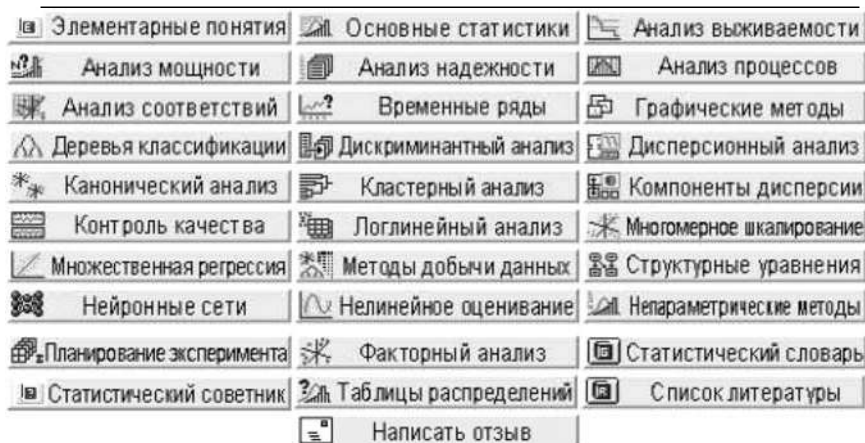 Элементарные понятия Основные статистики Анализ выживаемости
Анализ мощности Анализ надежности Анализ процессов
Анализ соответствий Временные ряды Графические методы
Деревья классификации Дискриминантный анализ Дисперсионный анализ
Канонический анализ Кластерный анализ Компоненты дисперсии
Контроль качества Логлинейный анализ Многомерное шкалирование
Множественная регрессия Методы добычи данных Структурные уравнения
Нейронные сети Нелинейное оценивание Непараметрические методы
Планирование эксперимента Факторный анализ Статистический словарь
Статистический советник Таблицы распределений Список литературы
Написать отзыв